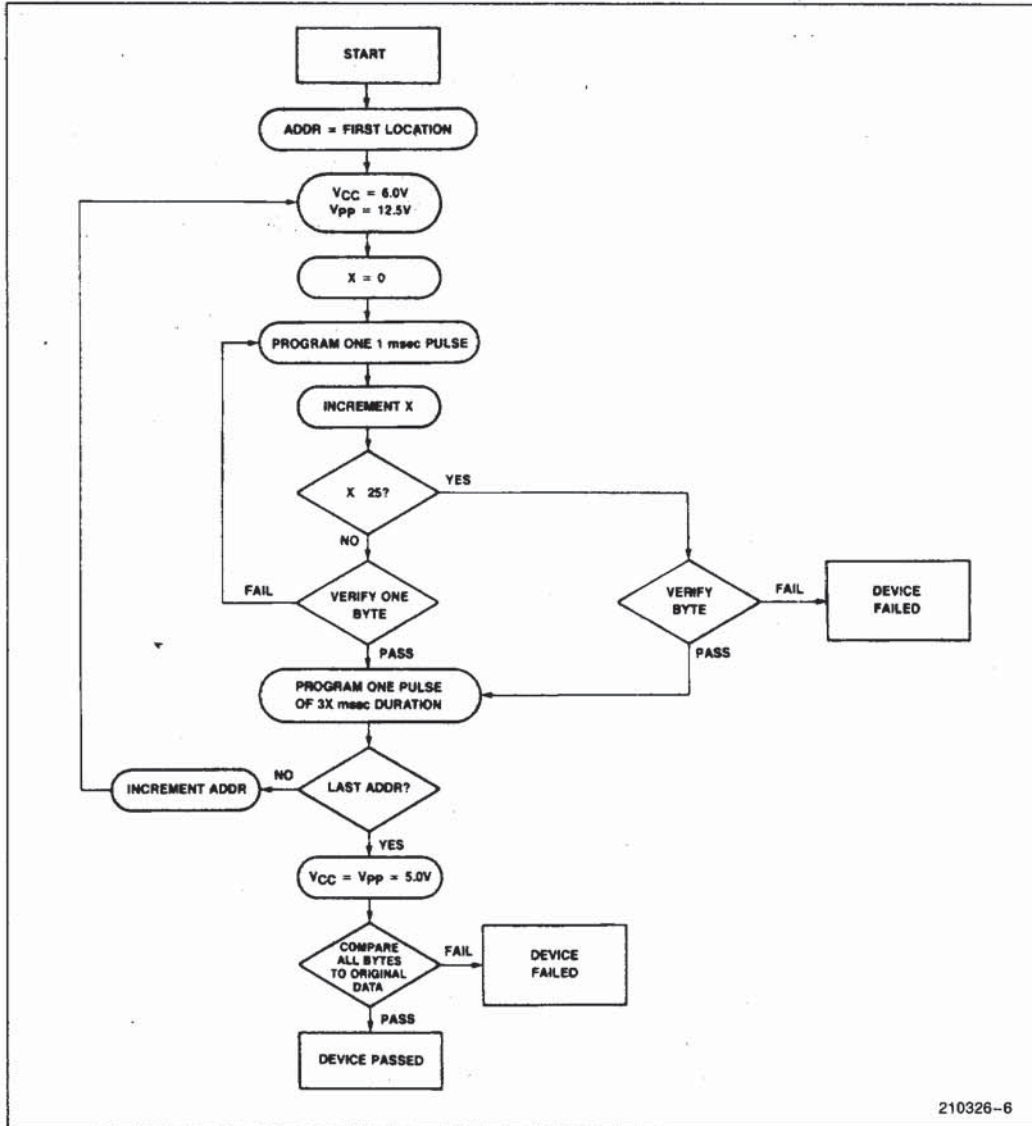 START
ADDR = FIRST LOCATION
VCC = 6.0V
VPP = 12.5V
X = 0
PROGRAM ONE 1 msec PULSE
INCREMENT X
X 25?
YES
NO
VERIFY ONE
BYTE
FAIL
PASS
VERIFY
BYTE
FAIL
PASS
DEVICE
FAILED
PROGRAM ONE PULSE
OF 3X msec DURATION
LAST ADDR?
NO
INCREMENT ADDR
YES
VCC = VPP = 5.0V
COMPARE
ALL BYTES
TO ORIGINAL
DATA
FAIL
DEVICE
FAILED
PASS
DEVICE PASSED
210326-6